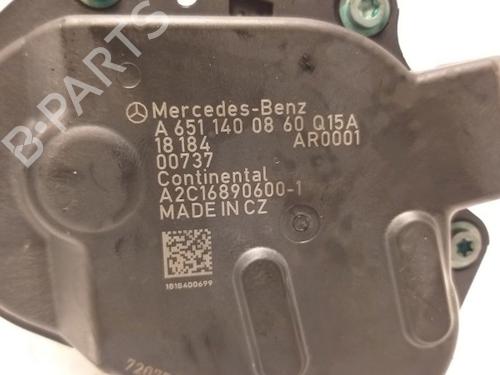 Mercedes-Benz
A 651 140 08 60 Q15A
18 184 AR0001
00737
Continental
A2C16890600-1
MADE IN CZ
1818400699
B-PARTS